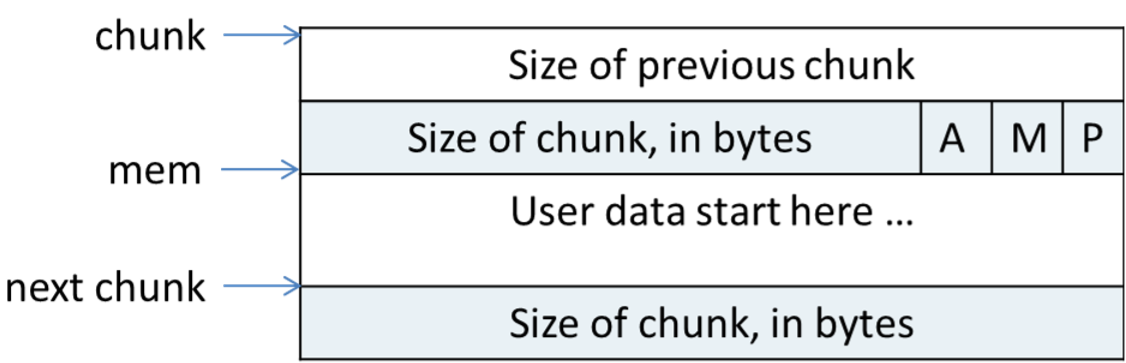 chunk
Size of previous chunk
Size of chunk, in bytes A M P
mem
User data start here ...
next chunk
Size of chunk, in bytes